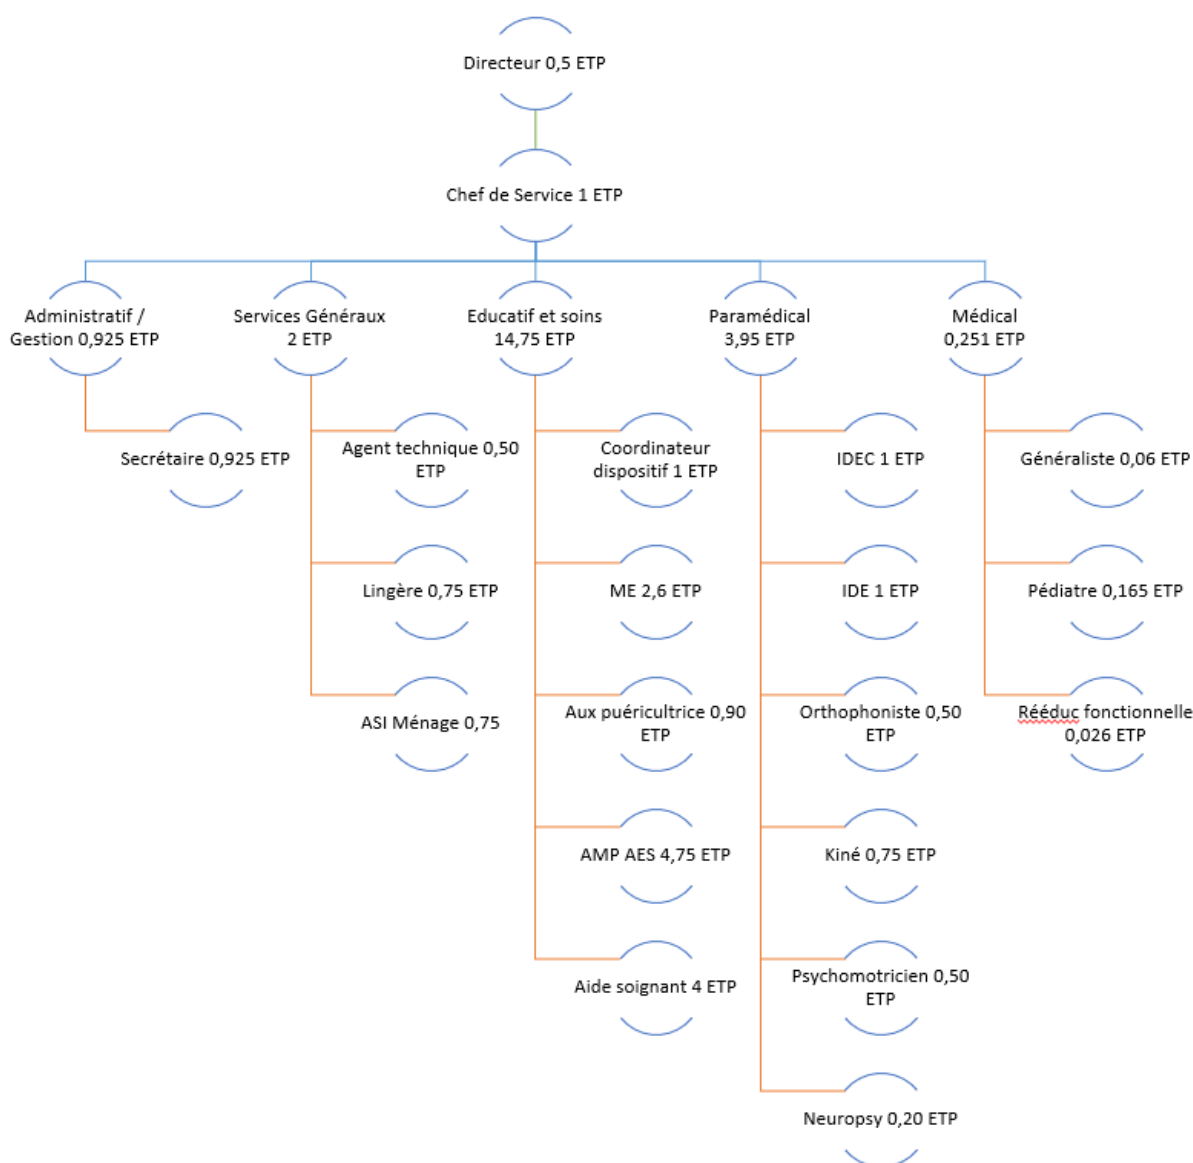 Directeur 0,5 ETP
Chef de Service 1 ETP
Administratif /
Gestion 0,925 ETP
Services Généraux
2 ETP
Educatif et soins
14,75 ETP
Paramédical
3,95 ETP
Médical
0,251 ETP
Secrétaire 0,925 ETP
Agent technique 0,50
ETP
Lingère 0,75 ETP
ASI Ménage 0,75
Coordinateur
dispositif 1 ETP
ME 2,6 ETP
Aux puéricultrice 0,90
ETP
AMP AES 4,75 ETP
Aide soignant 4 ETP
IDEC 1 ETP
IDE 1 ETP
Orthophoniste 0,50
ETP
Kiné 0,75 ETP
Psychomotricien 0,50
ETP
Neuropsy 0,20 ETP
Généraliste 0,06 ETP
Pédiatre 0,165 ETP
Rééduc fonctionnelle
0,026 ETP